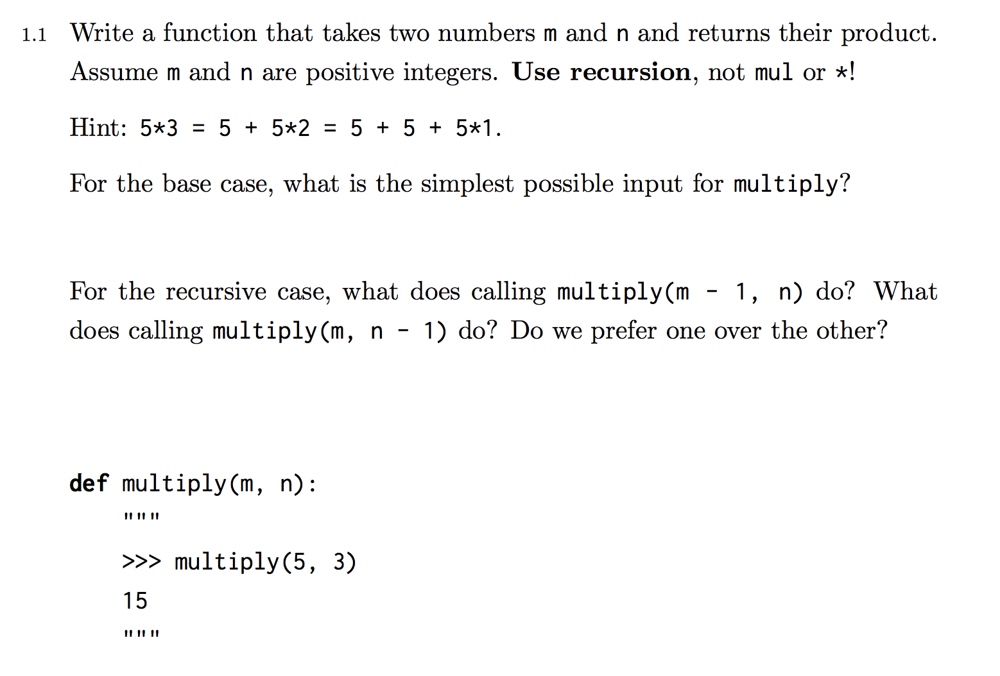 1.1 Write a function that takes two numbers m and n and returns their product.
Assume m and n are positive integers. Use recursion, not mul or *!
Hint: 5*3 = 5 + 5*2 = 5 + 5 + 5*1.
For the base case, what is the simplest possible input for multiply?
For the recursive case, what does calling multiply(m - 1, n) do? What
does calling multiply(m, n - 1) do? Do we prefer one over the other?
def multiply(m, n):
"""
>>> multiply(5, 3)
15
"""